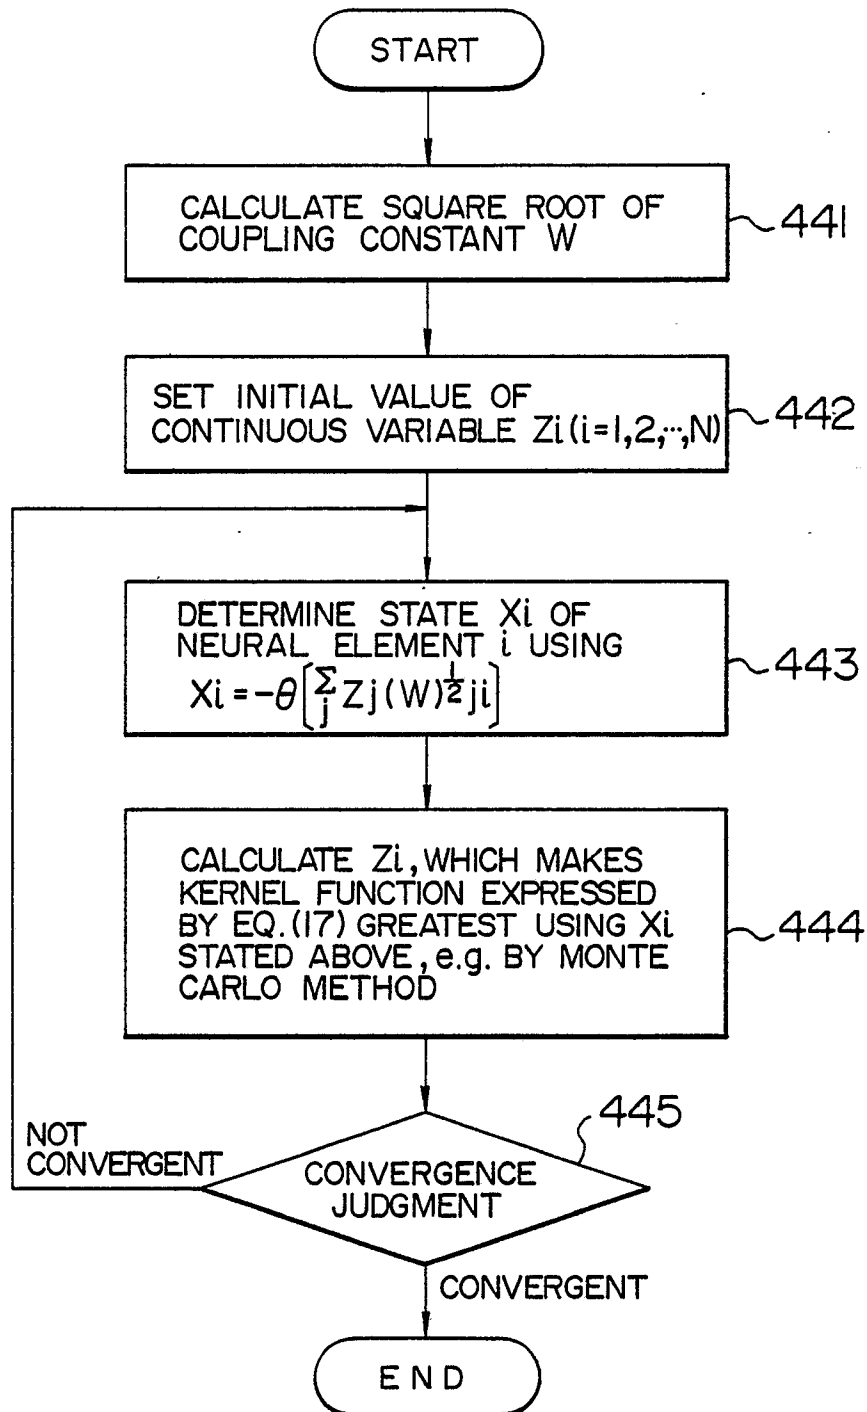 START
CALCULATE SQUARE ROOT OF
COUPLING CONSTANT W
441
SET INITIAL VALUE OF
CONTINUOUS VARIABLE Zi(i=1,2,...,N)
442
DETERMINE STATE Xi OF
NEURAL ELEMENT i USING
Xi=-θ[Σj Zj(W)^1/2 ji]
443
CALCULATE Zi, WHICH MAKES
KERNEL FUNCTION EXPRESSED
BY EQ.(17) GREATEST USING Xi
STATED ABOVE, e.g. BY MONTE
CARLO METHOD
444
445
NOT
CONVERGENT
CONVERGENCE
JUDGMENT
CONVERGENT
END